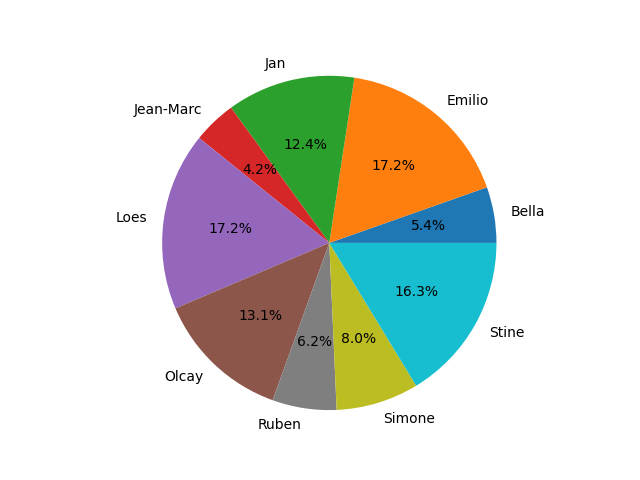 Jan
Jean-Marc
Emilio
12.4%
17.2%
4.2%
Bella
5.4%
Loes
17.2%
16.3%
13.1%
Stine
6.2%
8.0%
Olcay
Simone
Ruben